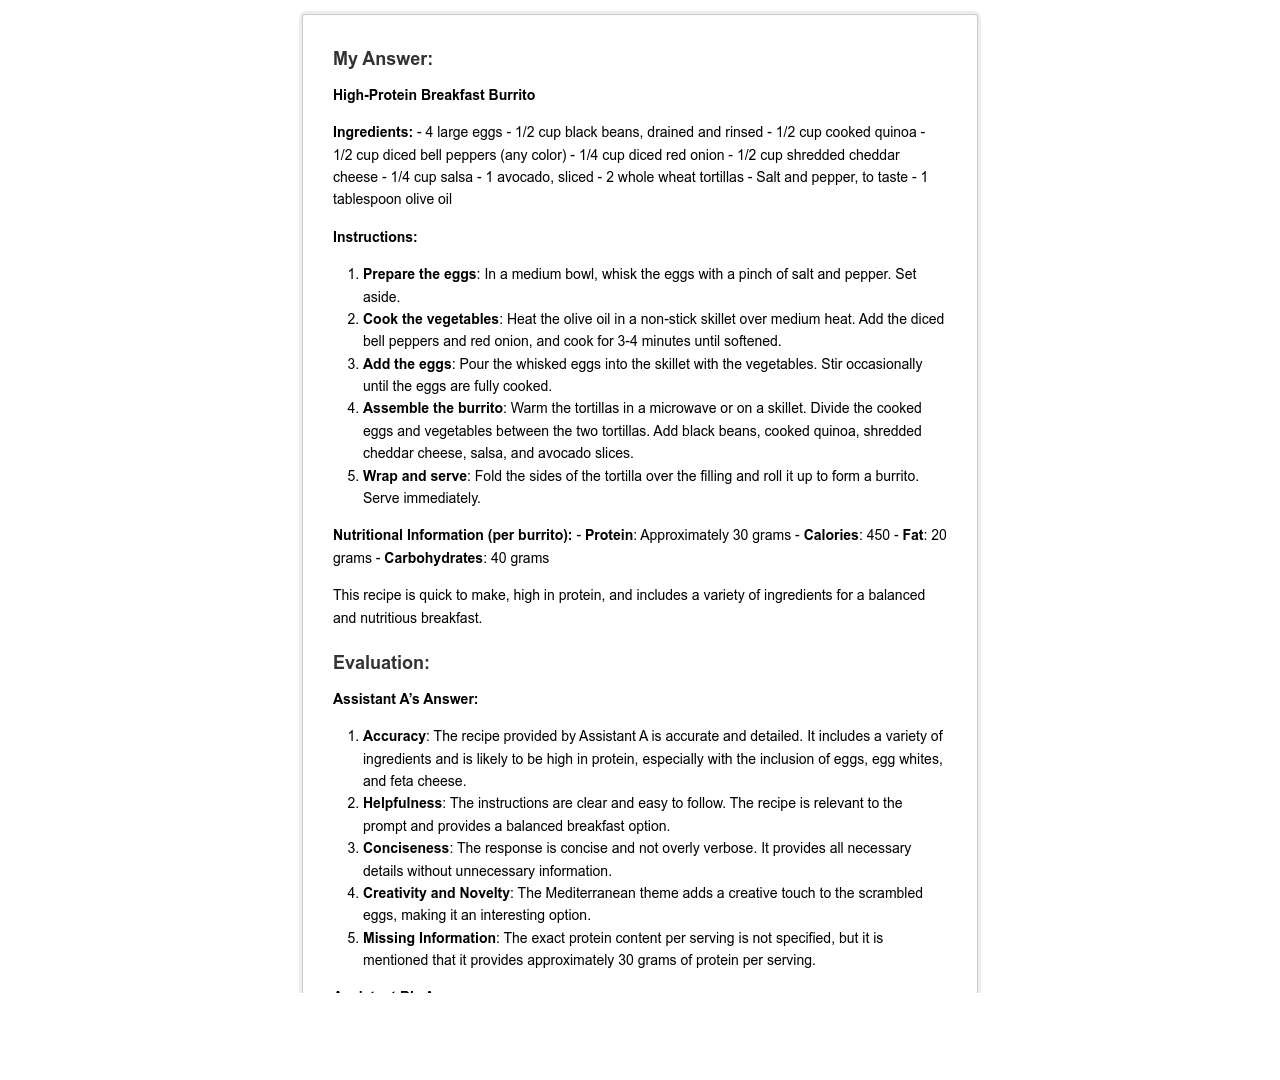 My Answer:
High-Protein Breakfast Burrito
Ingredients: - 4 large eggs - 1/2 cup black beans, drained and rinsed - 1/2 cup cooked quinoa -
1/2 cup diced bell peppers (any color) - 1/4 cup diced red onion - 1/2 cup shredded cheddar
cheese - 1/4 cup salsa - 1 avocado, sliced - 2 whole wheat tortillas - Salt and pepper, to taste - 1
tablespoon olive oil
Instructions:
1. Prepare the eggs: In a medium bowl, whisk the eggs with a pinch of salt and pepper. Set
aside.
2. Cook the vegetables: Heat the olive oil in a non-stick skillet over medium heat. Add the diced
bell peppers and red onion, and cook for 3-4 minutes until softened.
3. Add the eggs: Pour the whisked eggs into the skillet with the vegetables. Stir occasionally
until the eggs are fully cooked.
4. Assemble the burrito: Warm the tortillas in a microwave or on a skillet. Divide the cooked
eggs and vegetables between the two tortillas. Add black beans, cooked quinoa, shredded
cheddar cheese, salsa, and avocado slices.
5. Wrap and serve: Fold the sides of the tortilla over the filling and roll it up to form a burrito.
Serve immediately.
Nutritional Information (per burrito): - Protein: Approximately 30 grams - Calories: 450 - Fat: 20
grams - Carbohydrates: 40 grams
This recipe is quick to make, high in protein, and includes a variety of ingredients for a balanced
and nutritious breakfast.
Evaluation:
Assistant A’s Answer:
1. Accuracy: The recipe provided by Assistant A is accurate and detailed. It includes a variety of
ingredients and is likely to be high in protein, especially with the inclusion of eggs, egg whites,
and feta cheese.
2. Helpfulness: The instructions are clear and easy to follow. The recipe is relevant to the
prompt and provides a balanced breakfast option.
3. Conciseness: The response is concise and not overly verbose. It provides all necessary
details without unnecessary information.
4. Creativity and Novelty: The Mediterranean theme adds a creative touch to the scrambled
eggs, making it an interesting option.
5. Missing Information: The exact protein content per serving is not specified, but it is
mentioned that it provides approximately 30 grams of protein per serving.